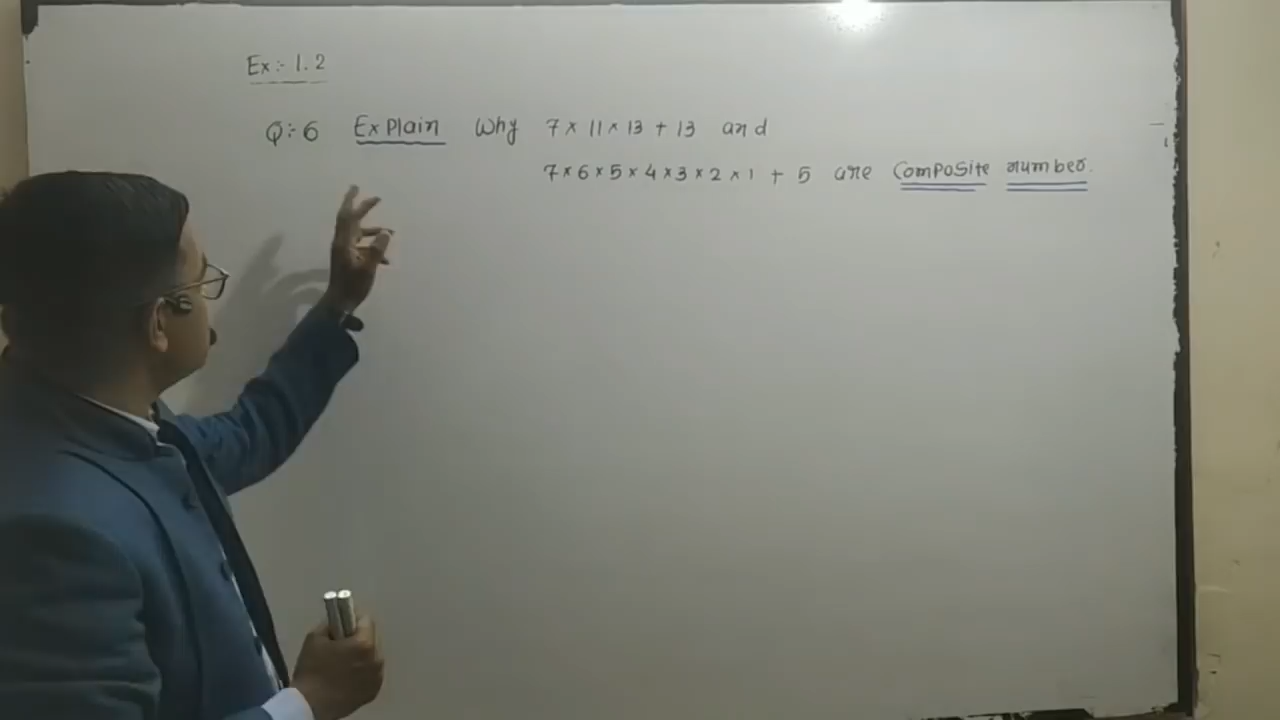 Ex:- 1.2
Q:6 Explain Why 7 × 11 × 13 + 13 and
7 × 6 × 5 × 4 × 3 × 2 × 1 + 5 are Composite number.